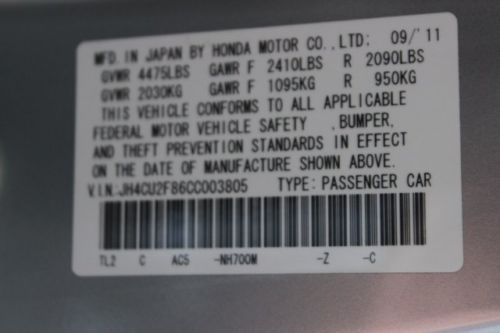 MFD. IN JAPAN BY HONDA MOTOR CO., LTD; 09/'11
GVWR 4475LBS GAWR F 2410LBS R 2090LBS
GVWR 2030KG GAWR F 1095KG R 950KG
THIS VEHICLE CONFORMS TO ALL APPLICABLE
FEDERAL MOTOR VEHICLE SAFETY ,BUMPER,
AND THEFT PREVENTION STANDARDS IN EFFECT
ON THE DATE OF MANUFACTURE SHOWN ABOVE.
V.I.N:JH4CU2F86CC003805 TYPE: PASSENGER CAR
TL2 C AC5 -NH700M -Z -C